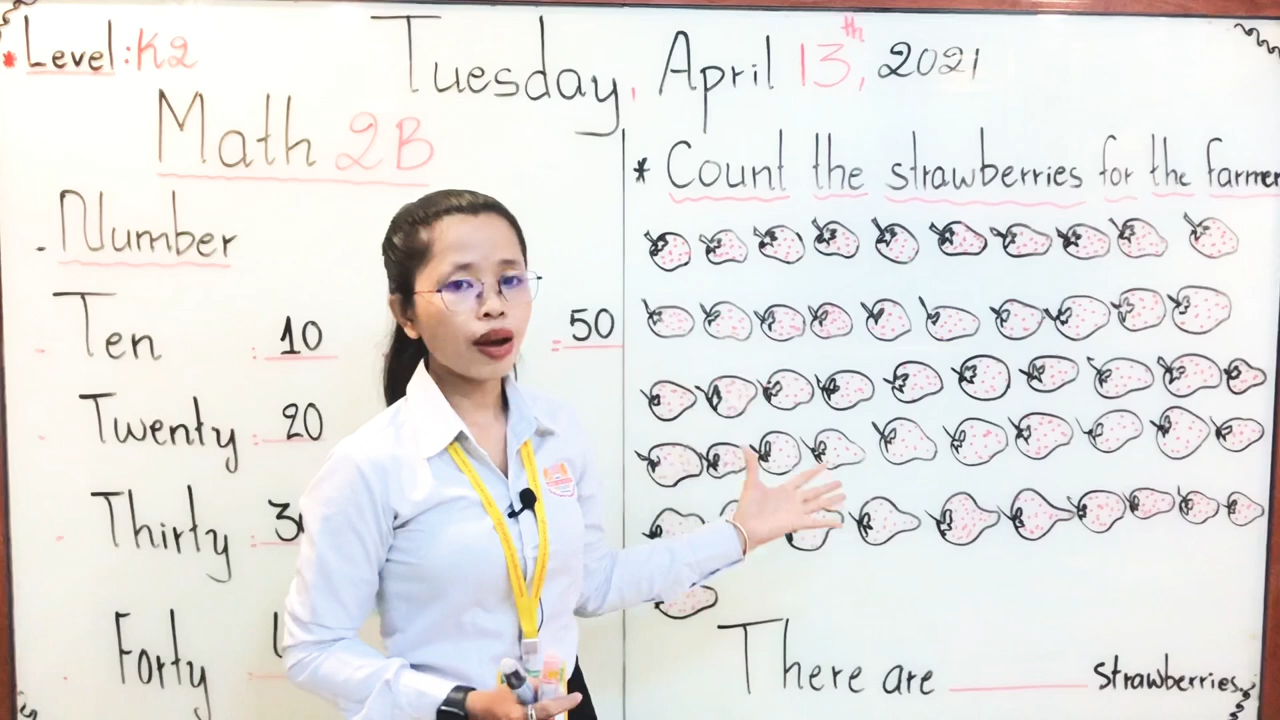 * Level: K2
Tuesday, April 13th, 2021
Math 2B
. Number
- Ten : 10
= 50
- Twenty : 20
- Thirty :
Forty :
* Count the strawberries for the farmer
There are ______ strawberries.